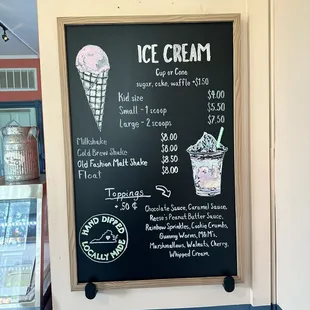 ICE CREAM
Cup or Cone
sugar, cake, waffle +$1.50
Kid size $4.00
Small - 1 scoop $5.50
Large - 2 scoops $7.50
Milkshake $8.00
Cold Brew Shake $8.00
Old Fashion Malt Shake $8.50
Float $8.00
Toppings
+ .50 ¢
Chocolate Sauce, Caramel Sauce,
Reese's Peanut Butter Sauce,
Rainbow Sprinkles, Cookie Crumbs,
Gummy Worms, M&M's,
Marshmallows, Walnuts, Cherry,
Whipped Cream
HAND DIPPED
LOCALLY MADE